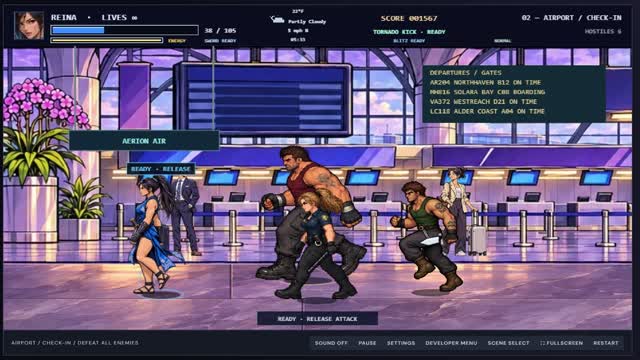 REINA • LIVES ∞
38 / 105
ENERGY
SWORD READY
22°F
Partly Cloudy
5 mph N
05:33
SCORE 001567
TORNADO KICK · READY
BLITZ READY
NORMAL
02 — AIRPORT / CHECK-IN
HOSTILES 6
DEPARTURES / GATES
AR204 NORTHHAVEN B12 ON TIME
MH816 SOLARA BAY C08 BOARDING
VA372 WESTREACH D21 ON TIME
LC118 ALDER COAST A04 ON TIME
AERION AIR
READY · RELEASE
READY · RELEASE ATTACK
AIRPORT / CHECK-IN / DEFEAT ALL ENEMIES
SOUND OFF
PAUSE
SETTINGS
DEVELOPER MENU
SCENE SELECT
FULLSCREEN
RESTART